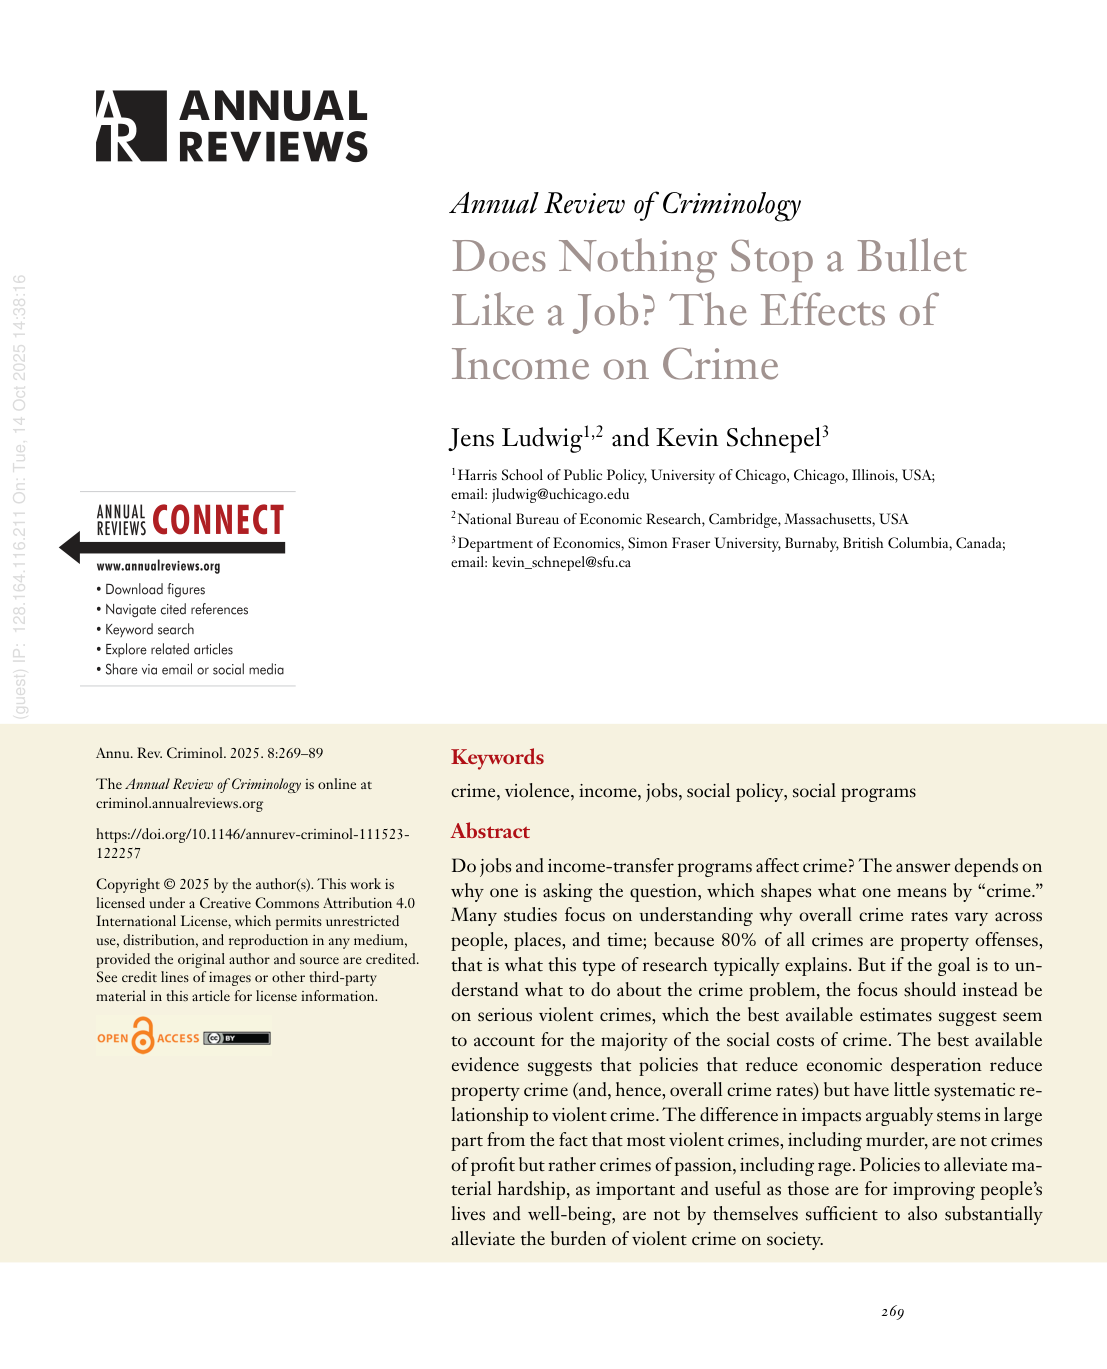 AR ANNUAL
REVIEWS
Annual Review of Criminology
Does Nothing Stop a Bullet
Like a Job? The Effects of
Income on Crime
Jens Ludwig1,2 and Kevin Schnepel3
1Harris School of Public Policy, University of Chicago, Chicago, Illinois, USA;
email: jludwig@uchicago.edu
2National Bureau of Economic Research, Cambridge, Massachusetts, USA
3Department of Economics, Simon Fraser University, Burnaby, British Columbia, Canada;
email: kevin_schnepel@sfu.ca
(guest) IP: 128.164.116.211 On: Tue, 14 Oct 2025 14:38:16
ANNUAL REVIEWS CONNECT
www.annualreviews.org
• Download figures
• Navigate cited references
• Keyword search
• Explore related articles
• Share via email or social media
Annu. Rev. Criminol. 2025. 8:269–89
The Annual Review of Criminology is online at
criminol.annualreviews.org
https://doi.org/10.1146/annurev-criminol-111523-
122257
Copyright © 2025 by the author(s). This work is
licensed under a Creative Commons Attribution 4.0
International License, which permits unrestricted
use, distribution, and reproduction in any medium,
provided the original author and source are credited.
See credit lines of images or other third-party
material in this article for license information.
OPEN ACCESS CC BY
Keywords
crime, violence, income, jobs, social policy, social programs
Abstract
Do jobs and income-transfer programs affect crime? The answer depends on
why one is asking the question, which shapes what one means by “crime.”
Many studies focus on understanding why overall crime rates vary across
people, places, and time; because 80% of all crimes are property offenses,
that is what this type of research typically explains. But if the goal is to un-
derstand what to do about the crime problem, the focus should instead be
on serious violent crimes, which the best available estimates suggest seem
to account for the majority of the social costs of crime. The best available
evidence suggests that policies that reduce economic desperation reduce
property crime (and, hence, overall crime rates) but have little systematic re-
lationship to violent crime. The difference in impacts arguably stems in large
part from the fact that most violent crimes, including murder, are not crimes
of profit but rather crimes of passion, including rage. Policies to alleviate ma-
terial hardship, as important and useful as those are for improving people’s
lives and well-being, are not by themselves sufficient to also substantially
alleviate the burden of violent crime on society.
269